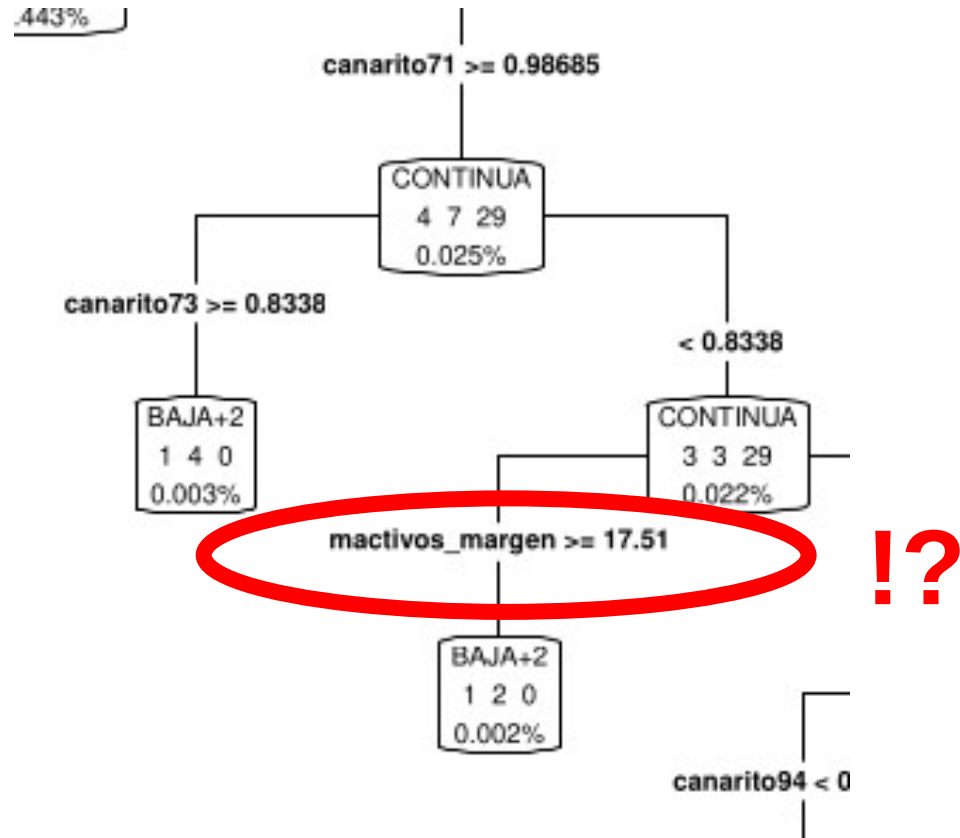 .443%
canarito71 >= 0.98685
CONTINUA
4 7 29
0.025%
canarito73 >= 0.8338
< 0.8338
BAJA+2
1 4 0
0.003%
CONTINUA
3 3 29
0.022%
mactivos_margen >= 17.51
!?
BAJA+2
1 2 0
0.002%
canarito94 < 0